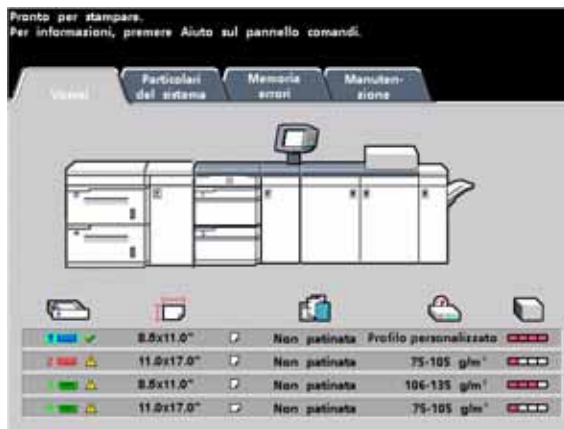 Pronto per stampare.
Per informazioni, premere Aiuto sul pannello comandi.
Vassoi
Particolari del sistema
Memoria errori
Manuten-zione
1 8.5x11.0" Non patinata Profilo personalizzato
2 11.0x17.0" Non patinata 75-105 g/m²
8.5x11.0" Non patinata 106-135 g/m²
11.0x17.0" Non patinata 75-105 g/m²